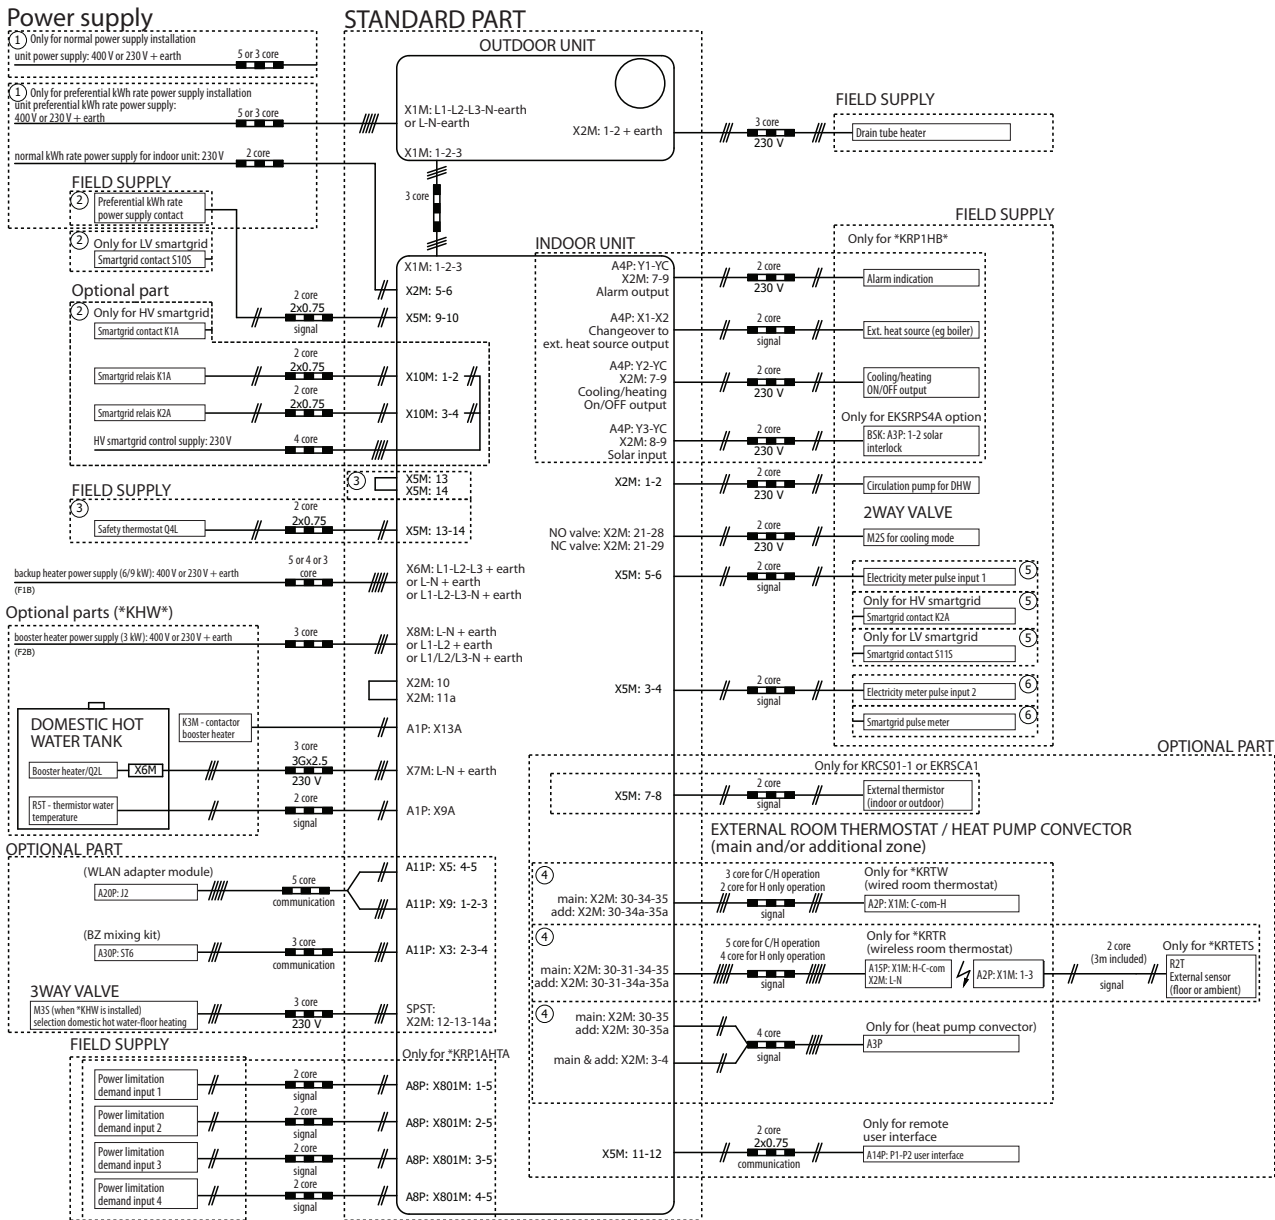 Power supply
① Only for normal power supply installation
unit power supply: 400 V or 230 V + earth
5 or 3 core
① Only for preferential kWh rate power supply installation
unit preferential kWh rate power supply:
400 V or 230 V + earth
5 or 3 core
normal kWh rate power supply for indoor unit: 230 V
2 core
FIELD SUPPLY
② Preferential kWh rate
power supply contact
② Only for LV smartgrid
Smartgrid contact S10S
Optional part
② Only for HV smartgrid
Smartgrid contact K1A
2 core
2x0.75
signal
Smartgrid relais K1A
2 core
2x0.75
Smartgrid relais K2A
2 core
2x0.75
HV smartgrid control supply: 230 V
4 core
FIELD SUPPLY
③
Safety thermostat Q4L
2 core
2x0.75
backup heater power supply (6/9 kW): 400 V or 230 V + earth
(F1B)
5 or 4 or 3
core
Optional parts (*KHW*)
booster heater power supply (3 kW): 400 V or 230 V + earth
(F2B)
3 core
DOMESTIC HOT
WATER TANK
K3M - contactor
booster heater
Booster heater/Q2L
X6M
3 core
3Gx2.5
230 V
R5T - thermistor water
temperature
2 core
signal
OPTIONAL PART
(WLAN adapter module)
A20P: J2
5 core
communication
(BZ mixing kit)
A30P: ST6
3 core
communication
3WAY VALVE
M3S (when *KHW is installed)
selection domestic hot water-floor heating
3 core
230 V
FIELD SUPPLY
Power limitation
demand input 1
2 core
signal
Power limitation
demand input 2
2 core
signal
Power limitation
demand input 3
2 core
signal
Power limitation
demand input 4
2 core
signal
STANDARD PART
OUTDOOR UNIT
X1M: L1-L2-L3-N-earth
or L-N-earth
X2M: 1-2 + earth
X1M: 1-2-3
3 core
INDOOR UNIT
X1M: 1-2-3
X2M: 5-6
X5M: 9-10
X10M: 1-2
X10M: 3-4
③
X5M: 13
X5M: 14
X5M: 13-14
X6M: L1-L2-L3 + earth
or L-N + earth
or L1-L2-L3-N + earth
X8M: L-N + earth
or L1-L2 + earth
or L1/L2/L3-N + earth
X2M: 10
X2M: 11a
A1P: X13A
X7M: L-N + earth
A1P: X9A
A11P: X5: 4-5
A11P: X9: 1-2-3
A11P: X3: 2-3-4
SPST:
X2M: 12-13-14a
Only for *KRP1AHTA
A8P: X801M: 1-5
A8P: X801M: 2-5
A8P: X801M: 3-5
A8P: X801M: 4-5
3 core
230 V
FIELD SUPPLY
Drain tube heater
FIELD SUPPLY
Only for *KRP1HB*
A4P: Y1-YC
X2M: 7-9
Alarm output
2 core
230 V
Alarm indication
A4P: X1-X2
Changeover to
ext. heat source output
2 core
signal
Ext. heat source (eg boiler)
A4P: Y2-YC
X2M: 7-9
Cooling/heating
On/OFF output
2 core
230 V
Cooling/heating
ON/OFF output
Only for EKSRPS4A option
A4P: Y3-YC
X2M: 8-9
Solar input
2 core
230 V
BSK: A3P: 1-2 solar
interlock
X2M: 1-2
2 core
230 V
Circulation pump for DHW
2WAY VALVE
NO valve: X2M: 21-28
NC valve: X2M: 21-29
2 core
230 V
M2S for cooling mode
X5M: 5-6
2 core
signal
Electricity meter pulse input 1
⑤
Only for HV smartgrid
⑤
Smartgrid contact K2A
Only for LV smartgrid
⑤
Smartgrid contact S11S
X5M: 3-4
2 core
signal
Electricity meter pulse input 2
⑥
Smartgrid pulse meter
⑥
OPTIONAL PART
Only for KRCS01-1 or EKRSCA1
X5M: 7-8
2 core
signal
External thermistor
(indoor or outdoor)
EXTERNAL ROOM THERMOSTAT / HEAT PUMP CONVECTOR
(main and/or additional zone)
④
main: X2M: 30-34-35
add: X2M: 30-34a-35a
3 core for C/H operation
2 core for H only operation
signal
Only for *KRTW
(wired room thermostat)
A2P: X1M: C-com-H
④
main: X2M: 30-31-34-35
add: X2M: 30-31-34a-35a
5 core for C/H operation
4 core for H only operation
signal
Only for *KRTR
(wireless room thermostat)
A15P: X1M: H-C-com
X2M: L-N
A2P: X1M: 1-3
2 core
(3m included)
signal
Only for *KRTETS
R2T
External sensor
(floor or ambient)
④
main: X2M: 30-35
add: X2M: 30-35a
main & add: X2M: 3-4
4 core
signal
Only for (heat pump convector)
A3P
X5M: 11-12
2 core
2x0.75
communication
Only for remote
user interface
A14P: P1-P2 user interface